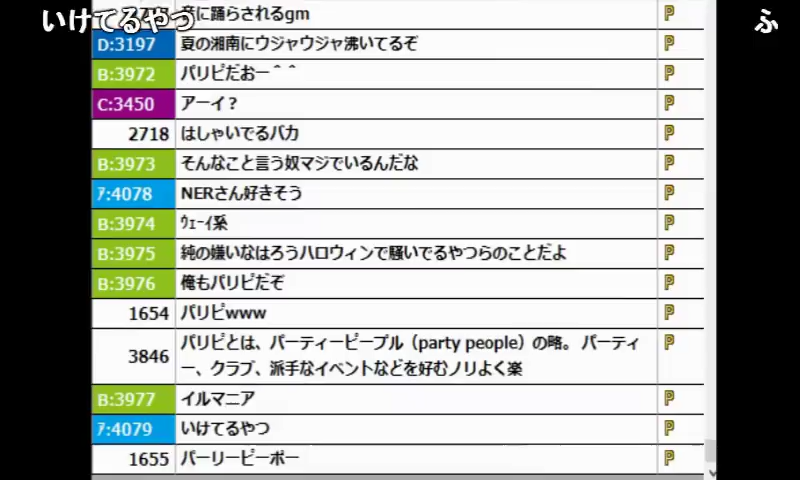 いけてるやつ
ふ
音に踊らされるgm P
D:3197 夏の湘南にウジャウジャ沸いてるぞ P
B:3972 パリピだおー＾＾ P
C:3450 アーイ？ P
2718 はしゃいでるバカ P
B:3973 そんなこと言う奴マジでいるんだな P
ｱ:4078 NERさん好きそう P
B:3974 ｳｪｰｲ系 P
B:3975 純の嫌いなはろうハロウィンで騒いでるやつらのことだよ P
B:3976 俺もパリピだぞ P
1654 パリピwww P
3846 パリピとは、パーティーピープル（party people）の略。 パーティ P
ー、クラブ、派手なイベントなどを好むノリよく楽
B:3977 イルマニア P
ｱ:4079 いけてるやつ P
1655 パーリーピーポー P